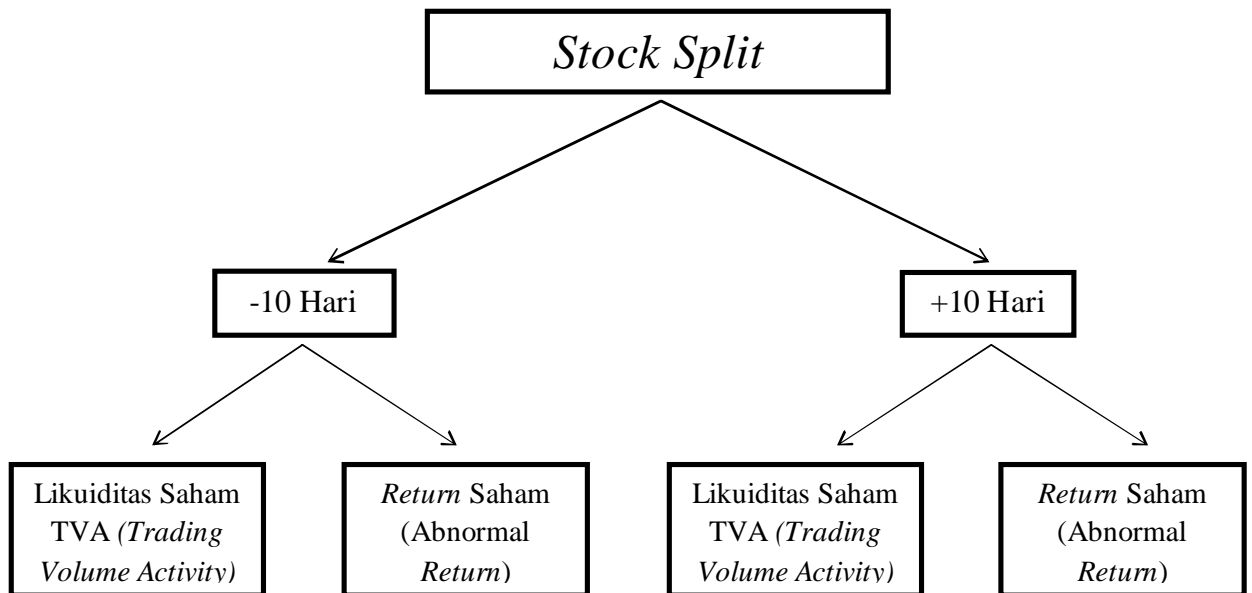 Stock Split
-10 Hari
+10 Hari
Likuiditas Saham
TVA (Trading
Volume Activity)
Return Saham
(Abnormal
Return)
Likuiditas Saham
TVA (Trading
Volume Activity)
Return Saham
(Abnormal
Return)